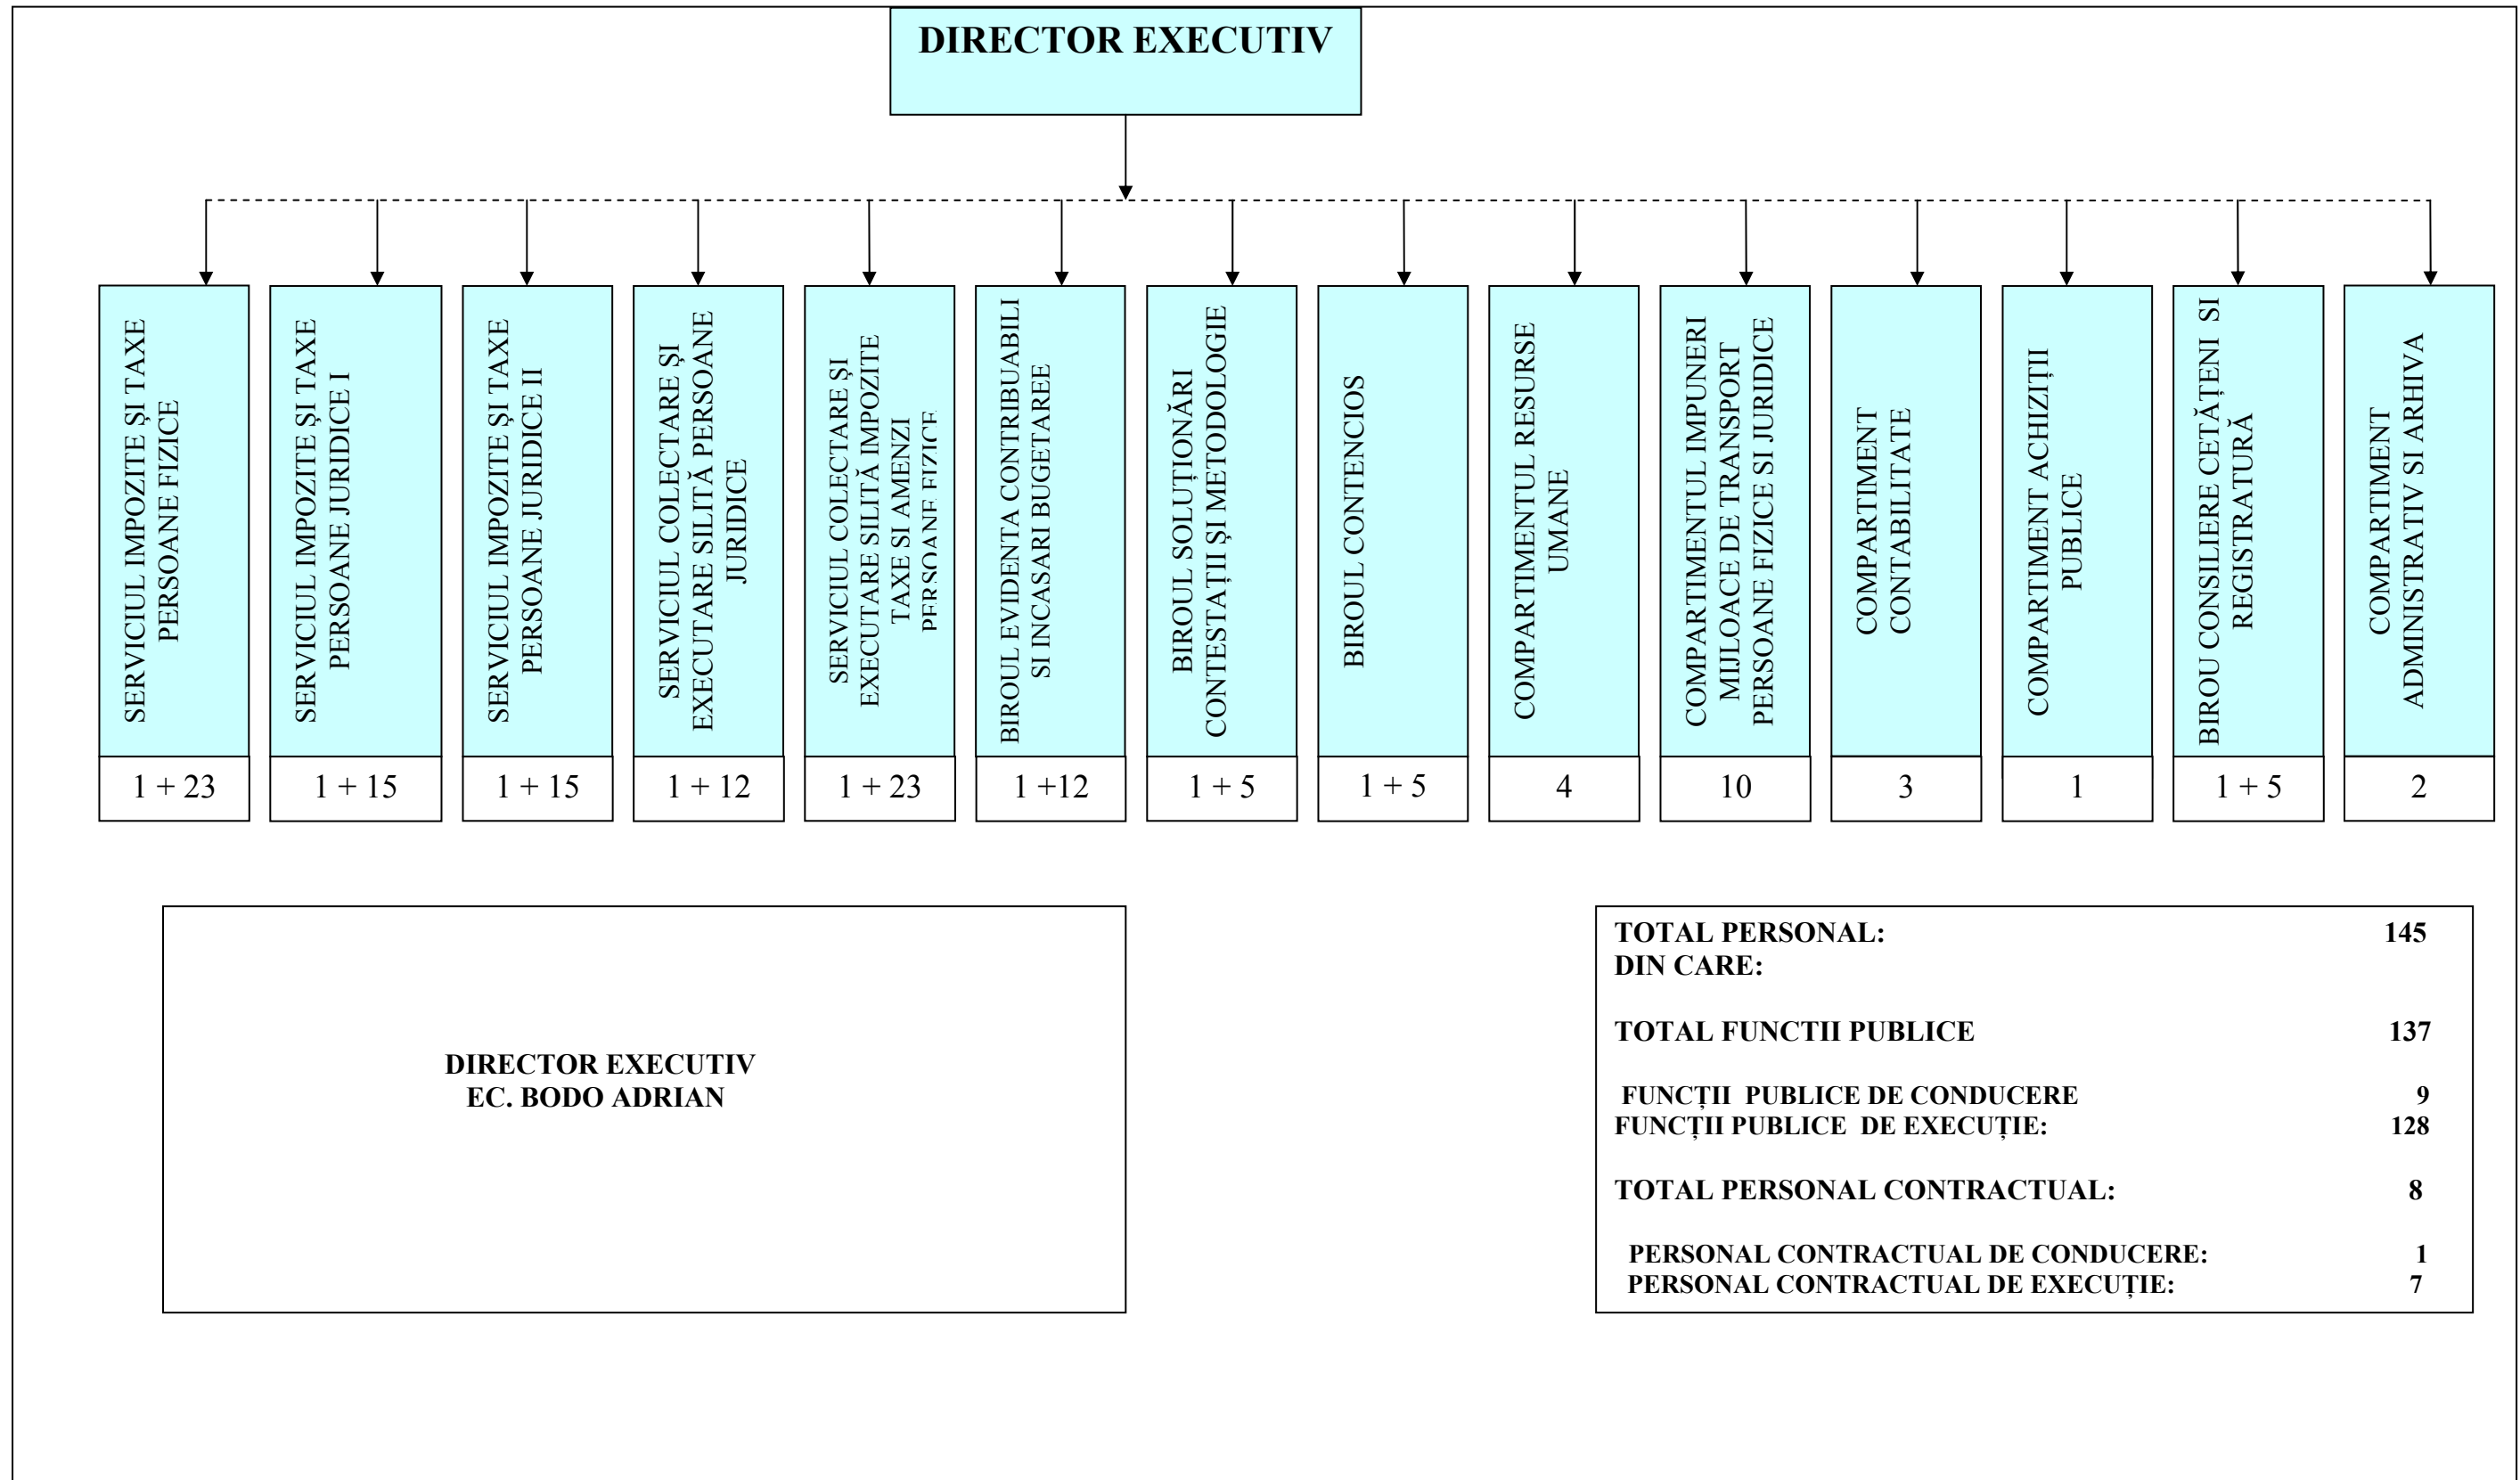 DIRECTOR EXECUTIV
SERVICIUL IMPOZITE ȘI TAXE
PERSOANE FIZICE
1 + 23
SERVICIUL IMPOZITE ȘI TAXE
PERSOANE JURIDICE I
1 + 15
SERVICIUL IMPOZITE ȘI TAXE
PERSOANE JURIDICE II
1 + 15
SERVICIUL COLECTARE ȘI
EXECUTARE SILITĂ PERSOANE
JURIDICE
1 + 12
SERVICIUL COLECTARE ȘI
EXECUTARE SILITĂ IMPOZITE
TAXE SI AMENZI
PERSOANE FIZICE
1 + 23
BIROUL EVIDENTA CONTRIBUABILI
SI INCASARI BUGETAREE
1 +12
BIROUL SOLUȚIONĂRI
CONTESTAȚII ȘI METODOLOGIE
1 + 5
BIROUL CONTENCIOS
1 + 5
COMPARTIMENTUL RESURSE
UMANE
4
COMPARTIMENTUL IMPUNERI
MIJLOACE DE TRANSPORT
PERSOANE FIZICE SI JURIDICE
10
COMPARTIMENT
CONTABILITATE
3
COMPARTIMENT ACHIZIȚII
PUBLICE
1
BIROU CONSILIERE CETĂȚENI SI
REGISTRATURĂ
1 + 5
COMPARTIMENT
ADMINISTRATIV SI ARHIVA
2
DIRECTOR EXECUTIV
EC. BODO ADRIAN
TOTAL PERSONAL: 145
DIN CARE:
TOTAL FUNCTII PUBLICE 137
FUNCȚII PUBLICE DE CONDUCERE 9
FUNCȚII PUBLICE DE EXECUȚIE: 128
TOTAL PERSONAL CONTRACTUAL: 8
PERSONAL CONTRACTUAL DE CONDUCERE: 1
PERSONAL CONTRACTUAL DE EXECUȚIE: 7